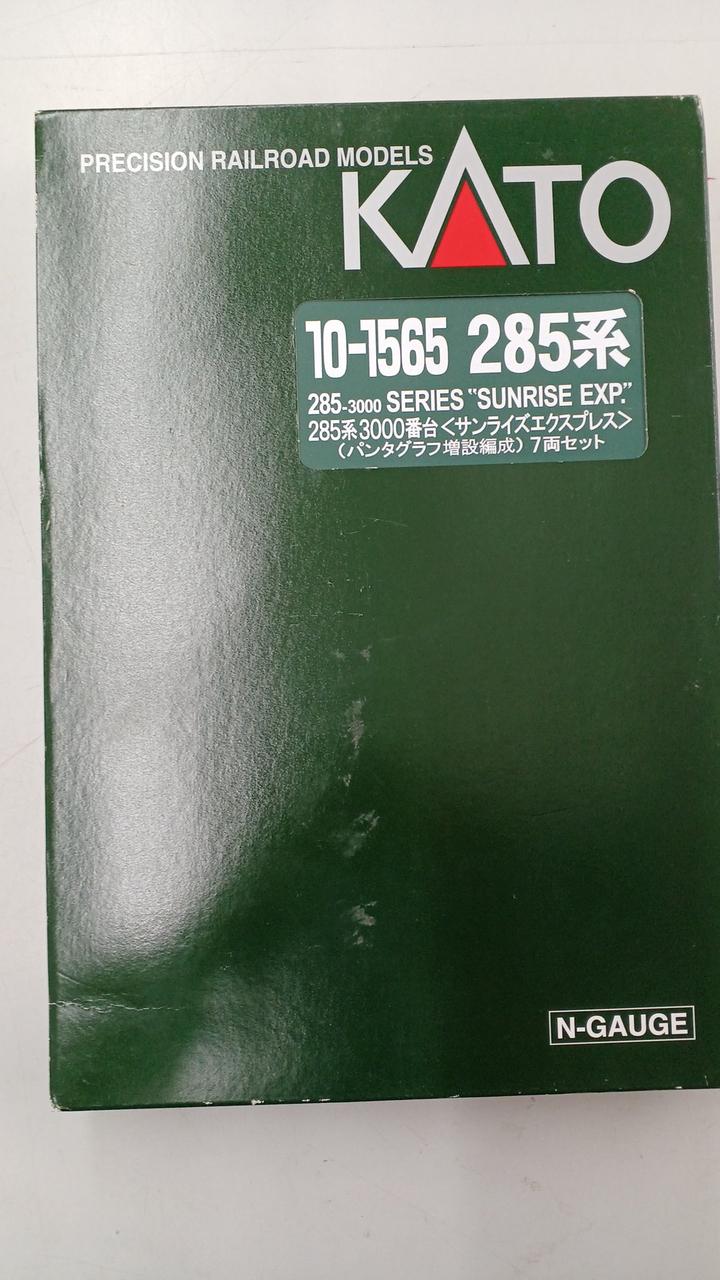 PRECISION RAILROAD MODELS
KATO
10-1565 285系
285-3000 SERIES "SUNRISE EXP."
285系3000番台<サンライズエクスプレス>
(パンタグラフ増設編成) 7両セット
N-GAUGE